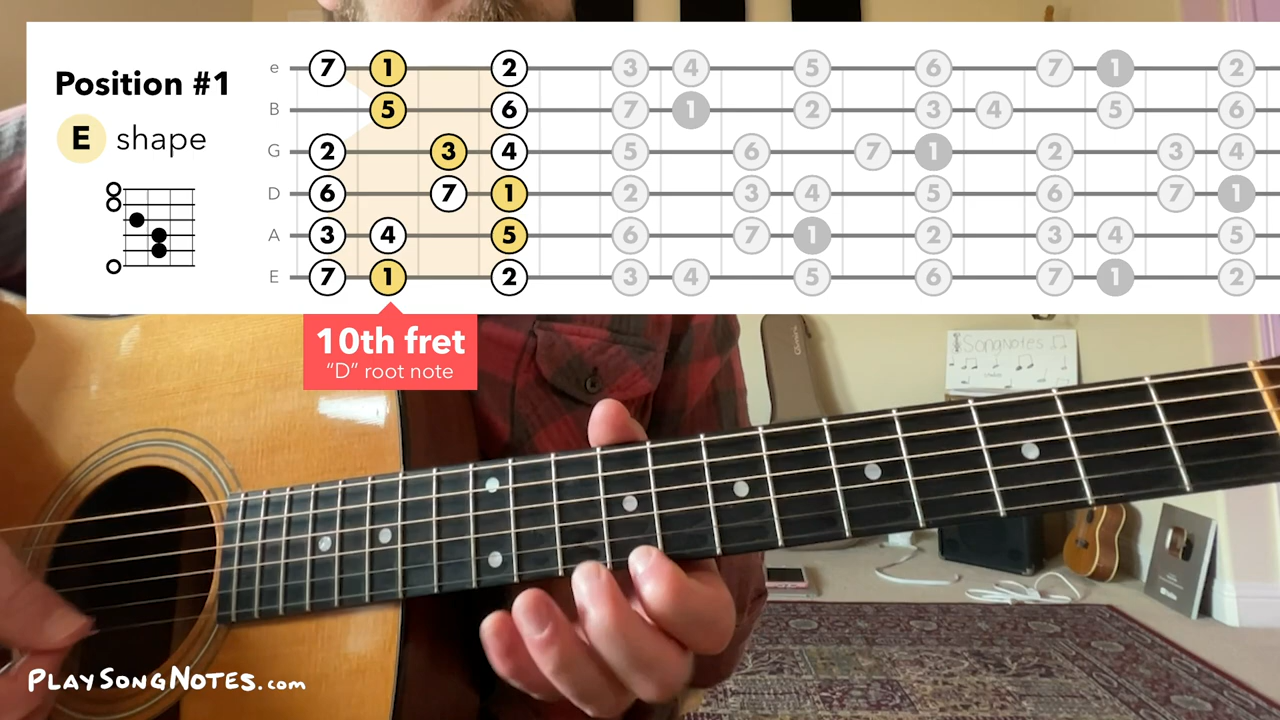 Position #1
E shape
e 7 1 2 3 4 5 6 7 1 2
B 5 6 7 1 2 3 4 5 6
G 2 3 4 5 6 7 1 2 3 4
D 6 7 1 2 3 4 5 6 7 1
A 3 4 5 6 7 1 2 3 4 5
E 7 1 2 3 4 5 6 7 1 2
10th fret
“D” root note
SongNotes
PLAYSONGNOTES.com